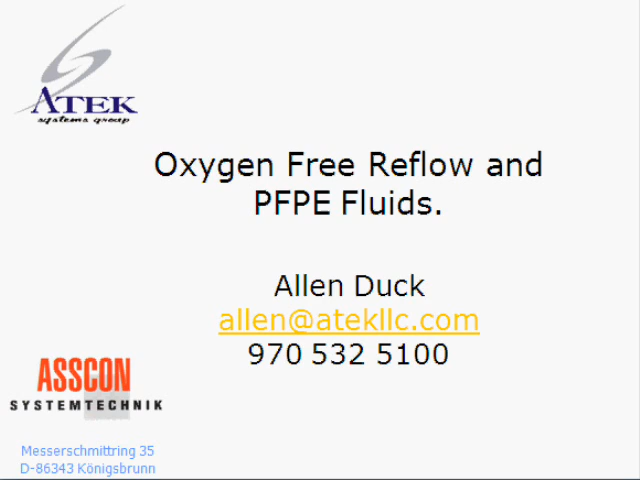 ATEK
systems group
Oxygen Free Reflow and
PFPE Fluids.
Allen Duck
allen@atekllc.com
970 532 5100
ASSCON
SYSTEMTECHNIK
Messerschmittring 35
D-86343 Königsbrunn